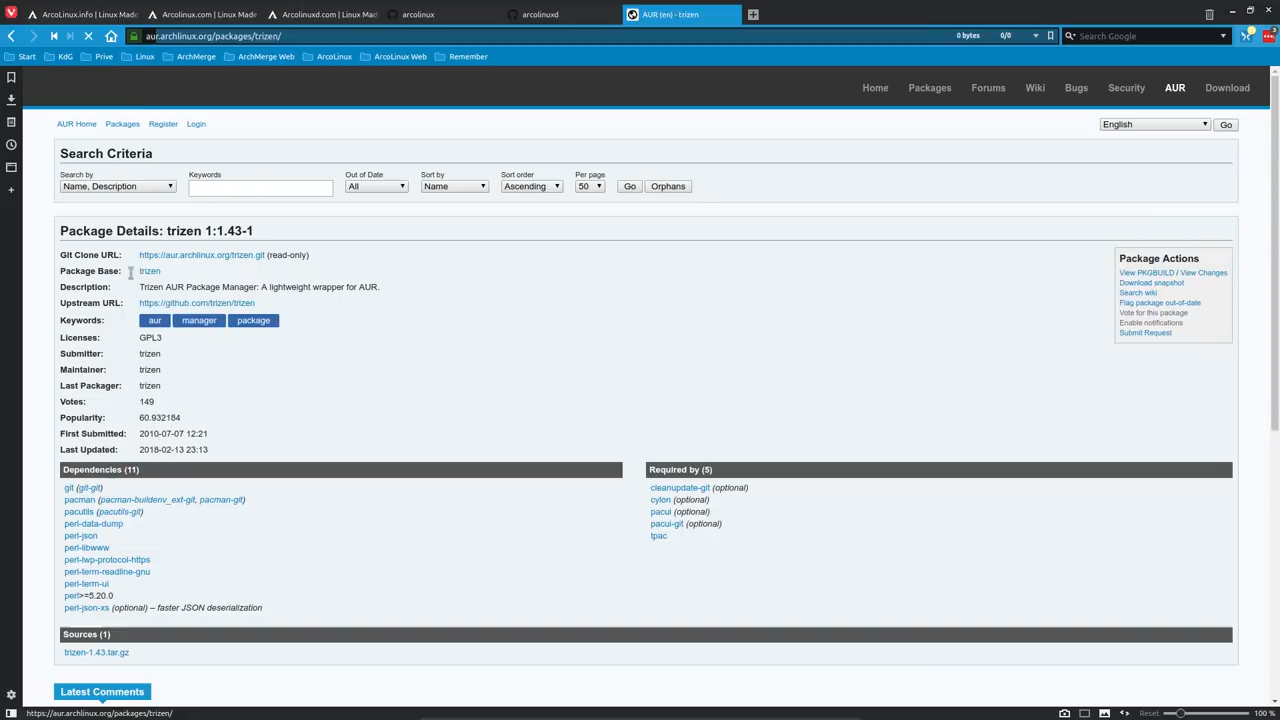 ArcoLinux.info | Linux Made
Arcolinux.com | Linux Made
Arcolinuxd.com | Linux Mad
arcolinux
arcolinuxd
AUR (en) - trizen
aur.archlinux.org/packages/trizen/
0 bytes
0/0
Search Google
Start
KdG
Prive
Linux
ArchMerge
ArchMerge Web
ArcoLinux
ArcoLinux Web
Remember
Home
Packages
Forums
Wiki
Bugs
Security
AUR
Download
AUR Home
Packages
Register
Login
English
Go
Search Criteria
Search by
Keywords
Out of Date
Sort by
Sort order
Per page
Name, Description
All
Name
Ascending
50
Go
Orphans
Package Details: trizen 1:1.43-1
Git Clone URL: https://aur.archlinux.org/trizen.git (read-only)
Package Base: trizen
Description: Trizen AUR Package Manager: A lightweight wrapper for AUR.
Upstream URL: https://github.com/trizen/trizen
Keywords: aur manager package
Licenses: GPL3
Submitter: trizen
Maintainer: trizen
Last Packager: trizen
Votes: 149
Popularity: 60.932184
First Submitted: 2010-07-07 12:21
Last Updated: 2018-02-13 23:13
Package Actions
View PKGBUILD / View Changes
Download snapshot
Search wiki
Flag package out-of-date
Vote for this package
Enable notifications
Submit Request
Dependencies (11)
git (git-git)
pacman (pacman-buildenv_ext-git, pacman-git)
pacutils (pacutils-git)
perl-data-dump
perl-json
perl-libwww
perl-lwp-protocol-https
perl-term-readline-gnu
perl-term-ui
perl>=5.20.0
perl-json-xs (optional) – faster JSON deserialization
Required by (5)
cleanupdate-git (optional)
cylon (optional)
pacui (optional)
pacui-git (optional)
tpac
Sources (1)
trizen-1.43.tar.gz
Latest Comments
https://aur.archlinux.org/packages/trizen/
Reset
100 %